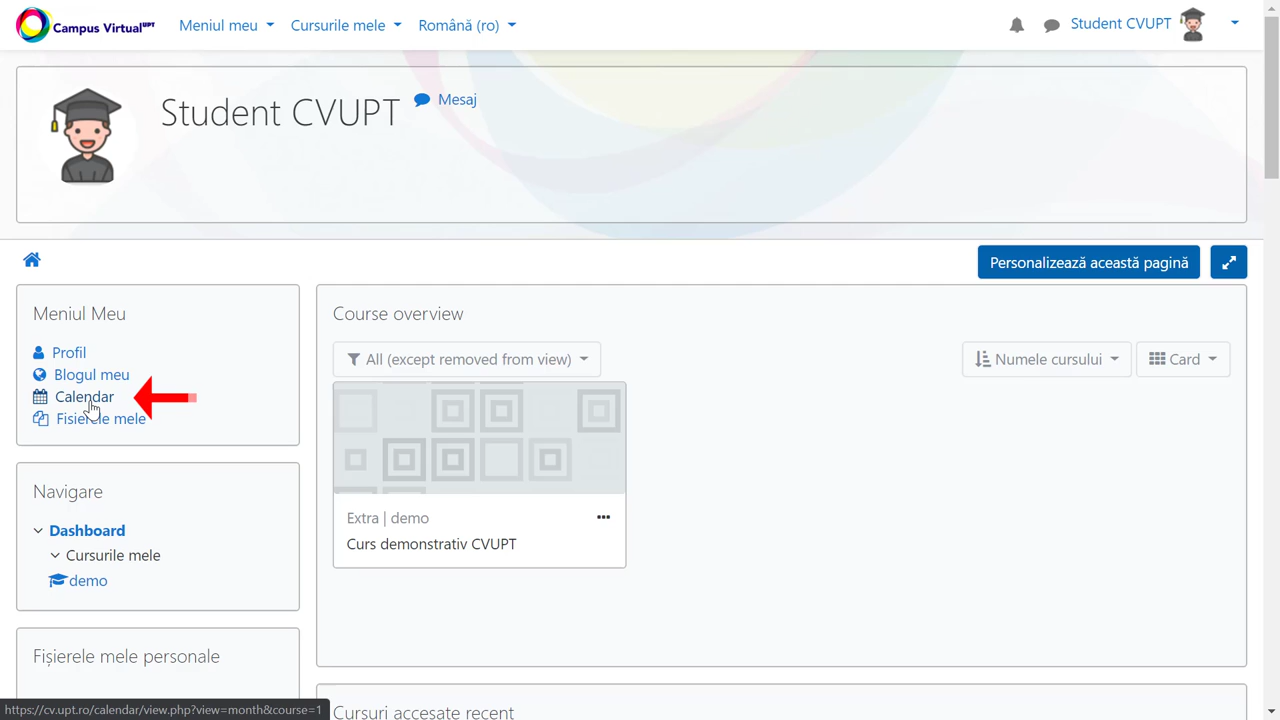 Campus Virtual UPT
Meniul meu
Cursurile mele
Română (ro)
Student CVUPT
Student CVUPT
Mesaj
Personalizează această pagină
Meniul Meu
Profil
Blogul meu
Calendar
Fisierele mele
Navigare
Dashboard
Cursurile mele
demo
Fișierele mele personale
Course overview
All (except removed from view)
Numele cursului
Card
Extra | demo
Curs demonstrativ CVUPT
Cursuri accesate recent
https://cv.upt.ro/calendar/view.php?view=month&course=1